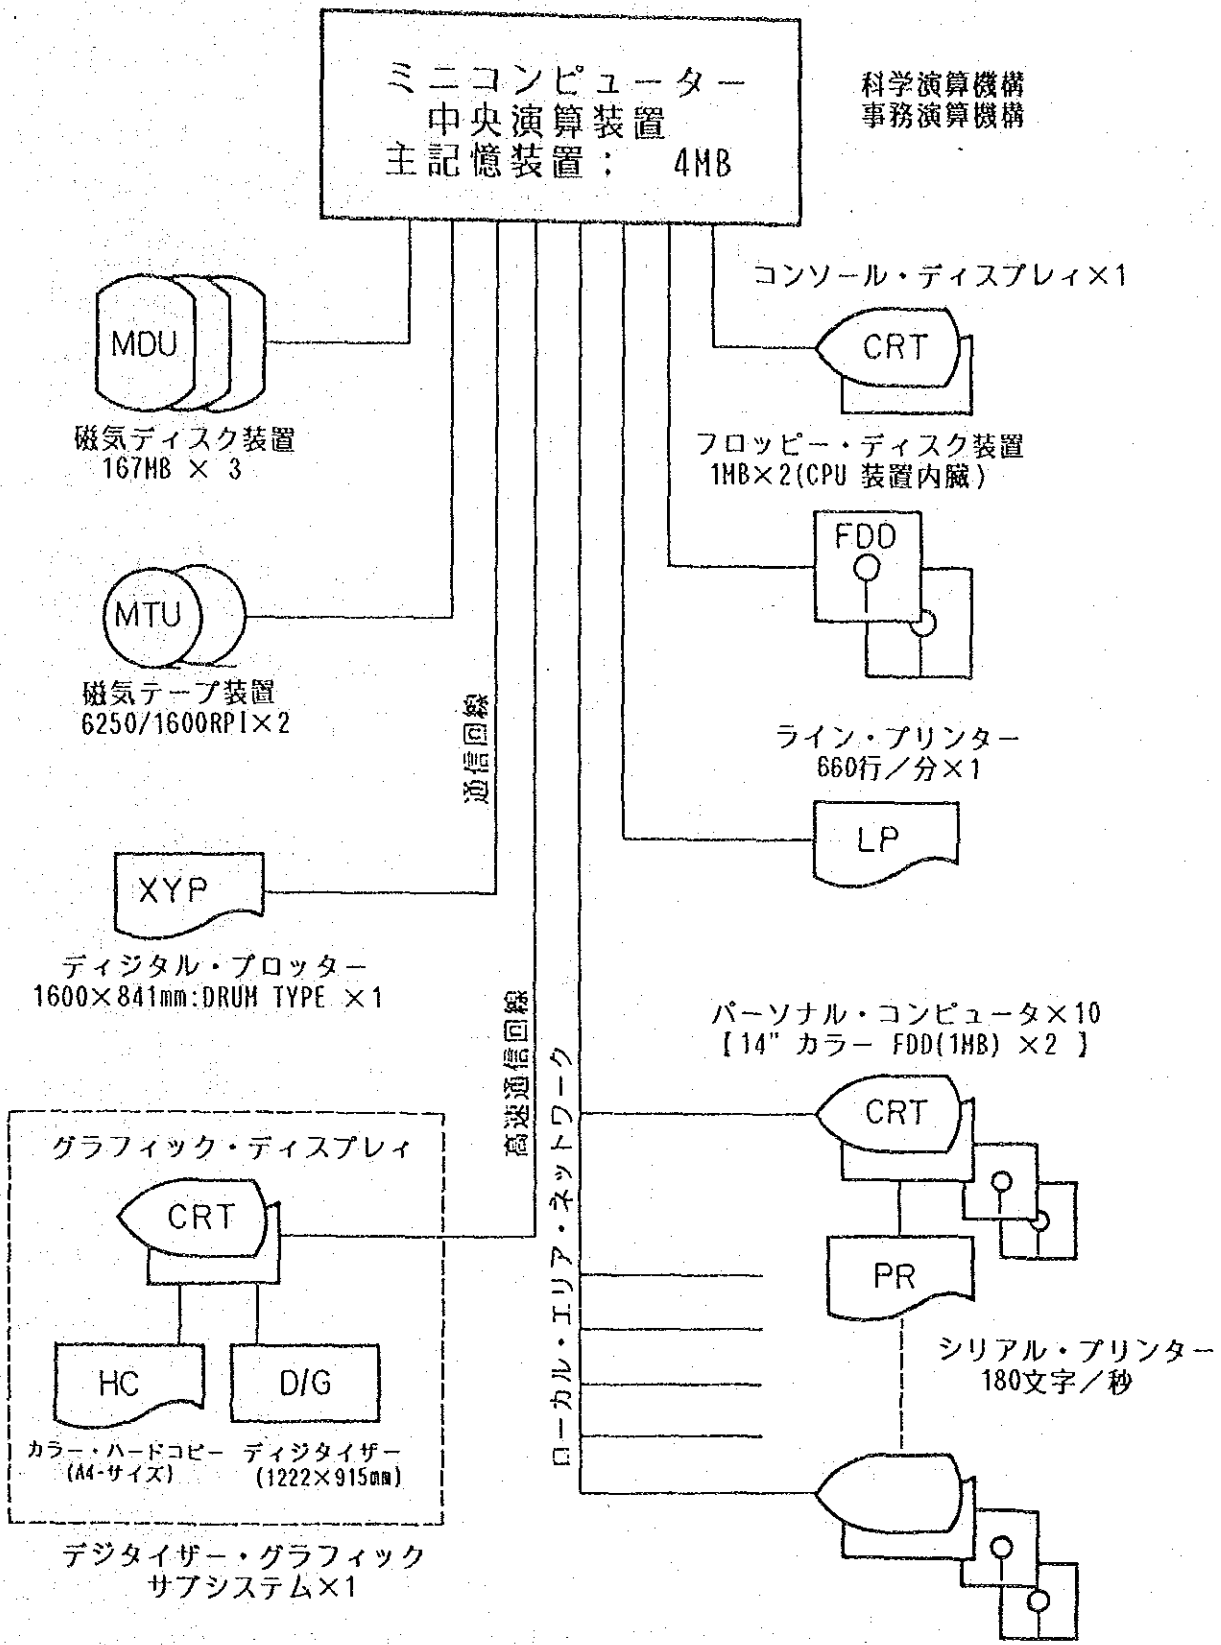 ミニコンピューター
中央演算装置
主記憶装置： 4MB
科学演算機構
事務演算機構
コンソール・ディスプレィ×1
CRT
MDU
磁気ディスク装置
167MB × 3
フロッピー・ディスク装置
1MB×2(CPU 装置内臓)
FDD
MTU
磁気テープ装置
6250/1600RPI×2
通信回線
ライン・プリンター
660行／分×1
LP
XYP
ディジタル・プロッター
1600×841mm:DRUM TYPE ×1
高速通信回線
ローカル・エリア・ネットワーク
パーソナル・コンピュータ×10
[ 14" カラー FDD(1MB) ×2 ]
CRT
PR
シリアル・プリンター
180文字／秒
グラフィック・ディスプレィ
CRT
HC
D/G
カラー・ハードコピー
(A4-サイズ)
ディジタイザー
(1222×915mm)
デジタイザー・グラフィック
サブシステム×1